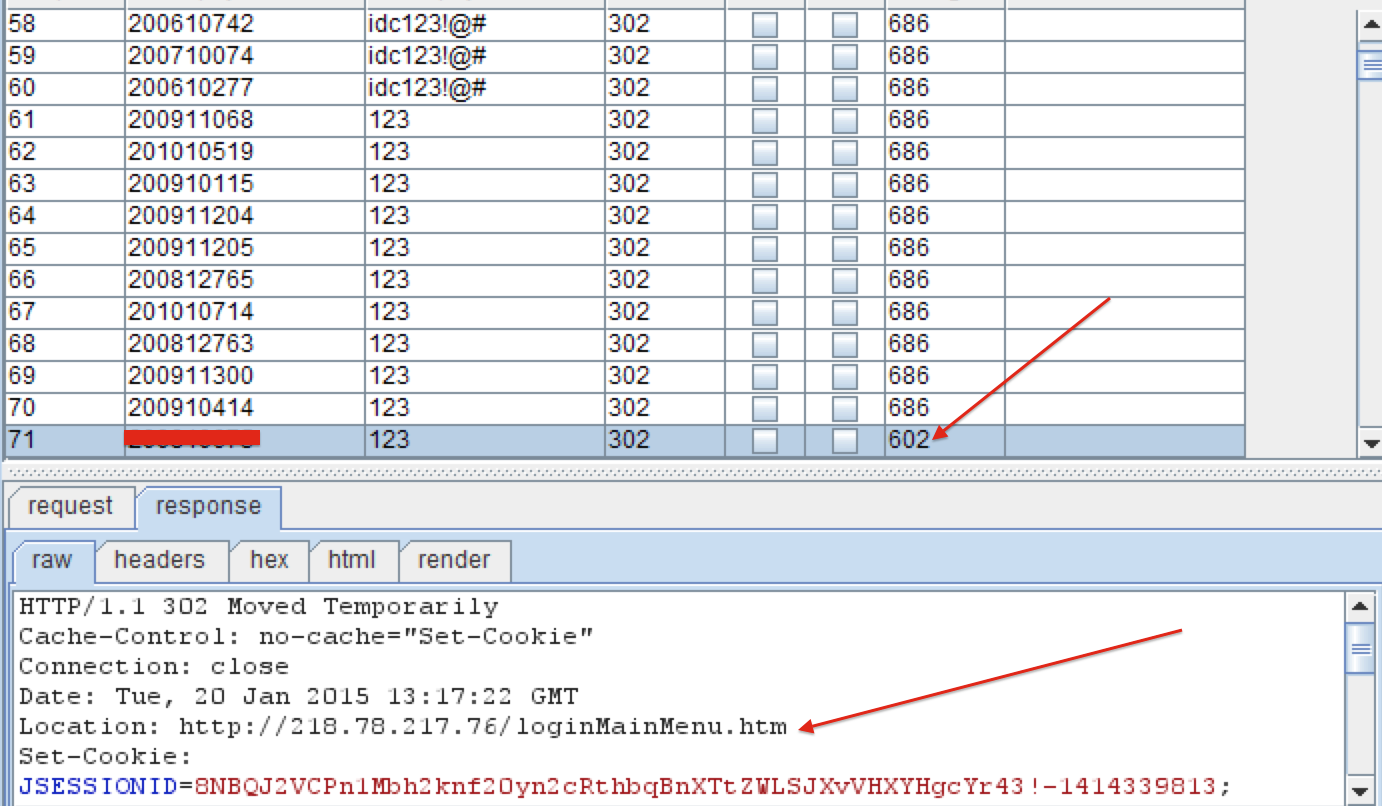 58 200610742 idc123!@# 302 686
59 200710074 idc123!@# 302 686
60 200610277 idc123!@# 302 686
61 200911068 123 302 686
62 201010519 123 302 686
63 200910115 123 302 686
64 200911204 123 302 686
65 200911205 123 302 686
66 200812765 123 302 686
67 201010714 123 302 686
68 200812763 123 302 686
69 200911300 123 302 686
70 200910414 123 302 686
71 123 302 602
request response
raw headers hex html render
HTTP/1.1 302 Moved Temporarily
Cache-Control: no-cache="Set-Cookie"
Connection: close
Date: Tue, 20 Jan 2015 13:17:22 GMT
Location: http://218.78.217.76/loginMainMenu.htm
Set-Cookie:
JSESSIONID=8NBQJ2VCPn1Mbh2knf2Oyn2cRthbqBnXTtZWLSJXvVHXYHgcYr43!-1414339813;